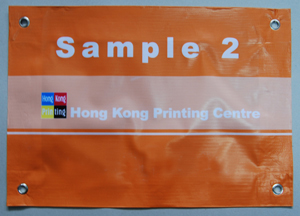 Sample 2
Hong Kong
Printing
Hong Kong Printing Centre